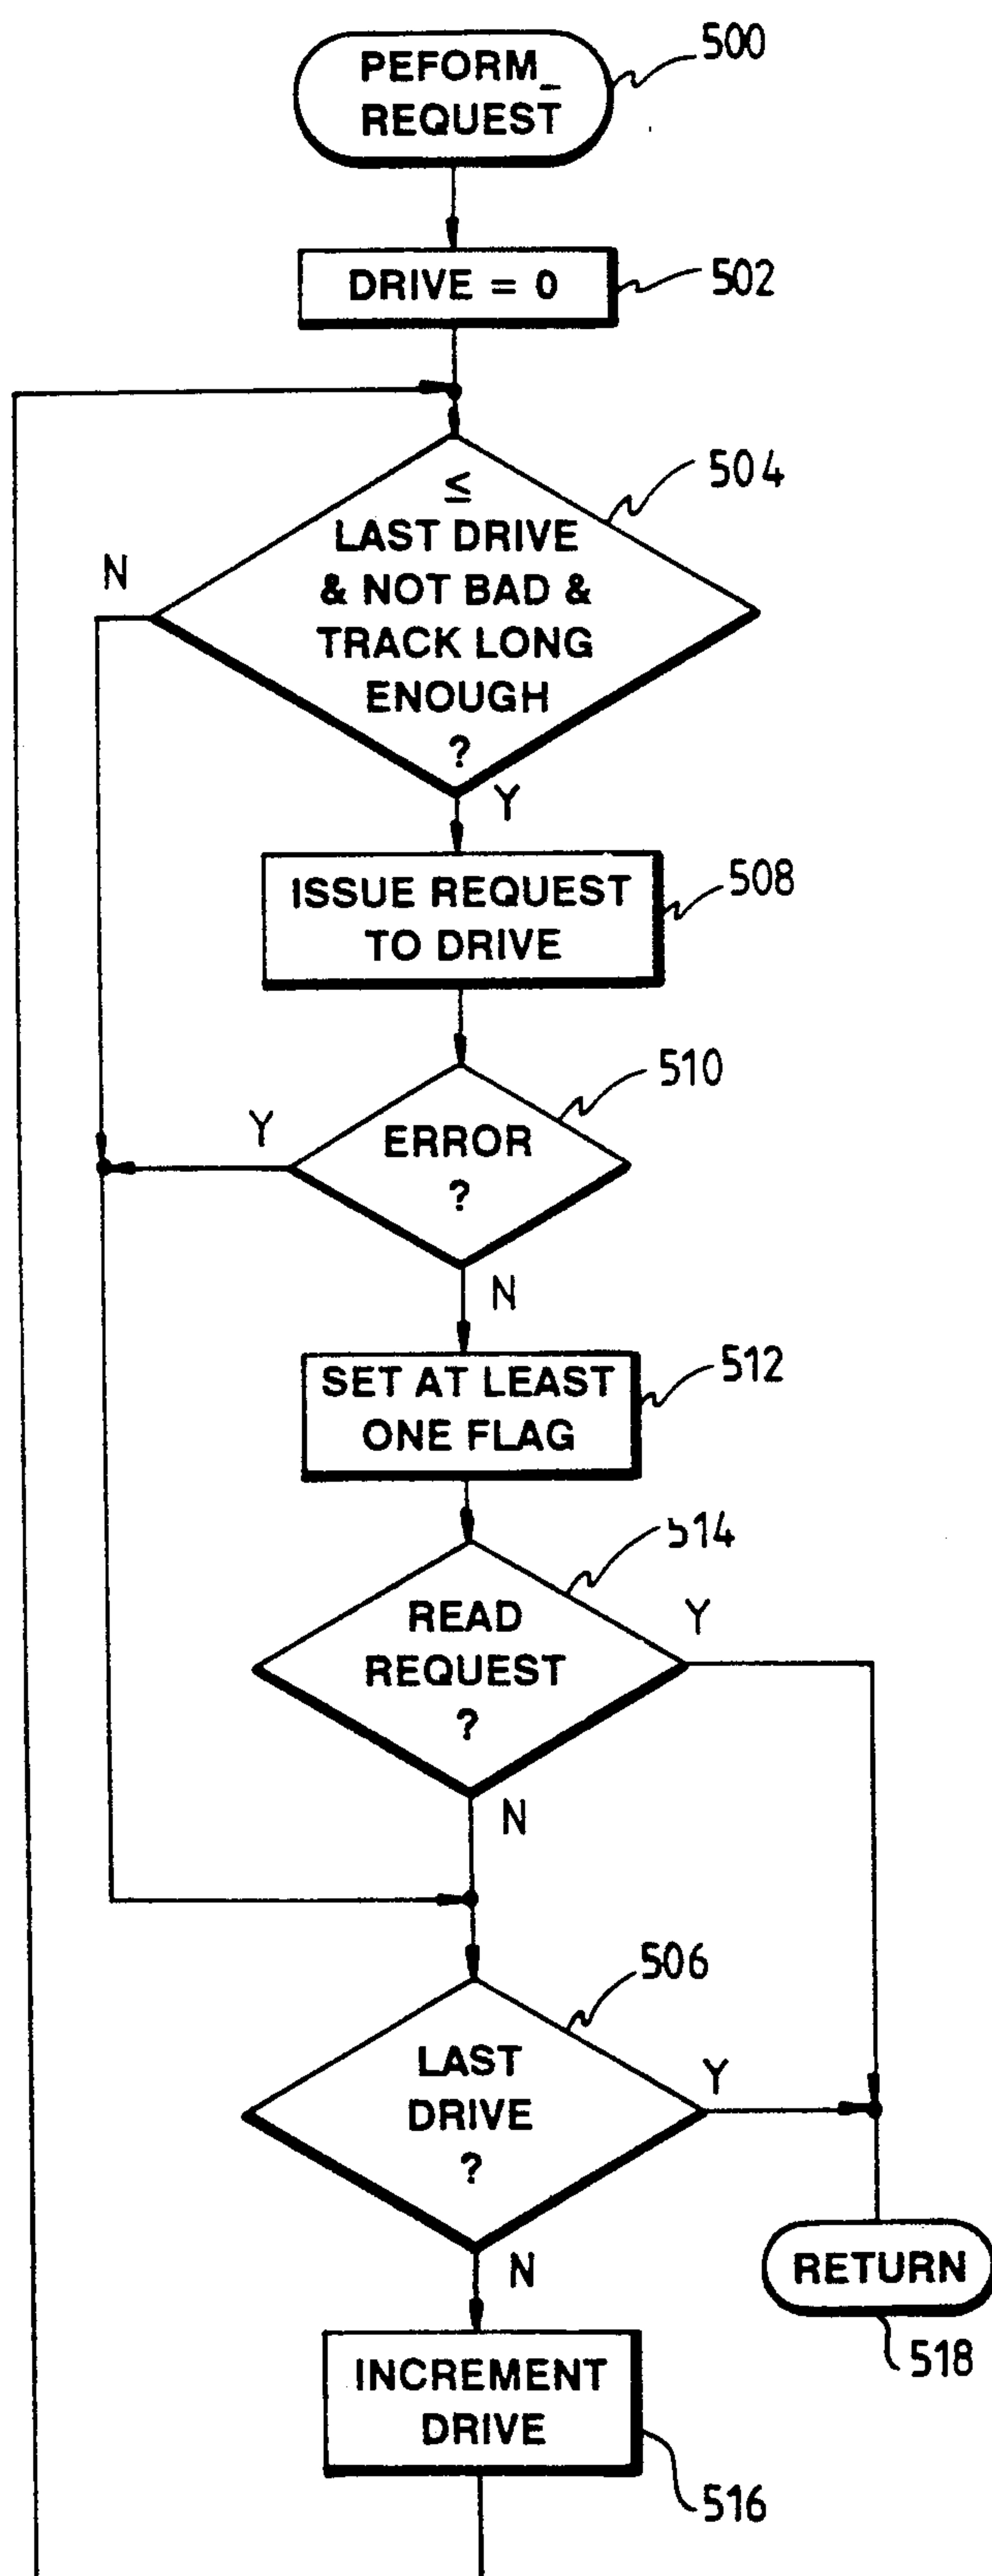 PEFORM_
REQUEST
500
DRIVE = 0
502
≤
LAST DRIVE
& NOT BAD &
TRACK LONG
ENOUGH
?
504
N
Y
ISSUE REQUEST
TO DRIVE
508
ERROR
?
510
Y
N
SET AT LEAST
ONE FLAG
512
READ
REQUEST
?
514
Y
N
LAST
DRIVE
?
506
Y
N
RETURN
518
INCREMENT
DRIVE
516